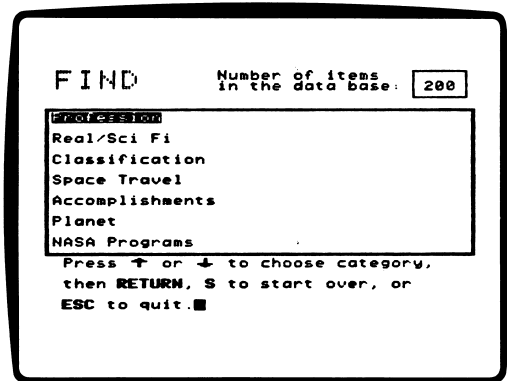 FIND
Number of items
in the data base: 200
Profession
Real/Sci Fi
Classification
Space Travel
Accomplishments
Planet
NASA Programs
Press ↑ or ↓ to choose category,
then RETURN, S to start over, or
ESC to quit.